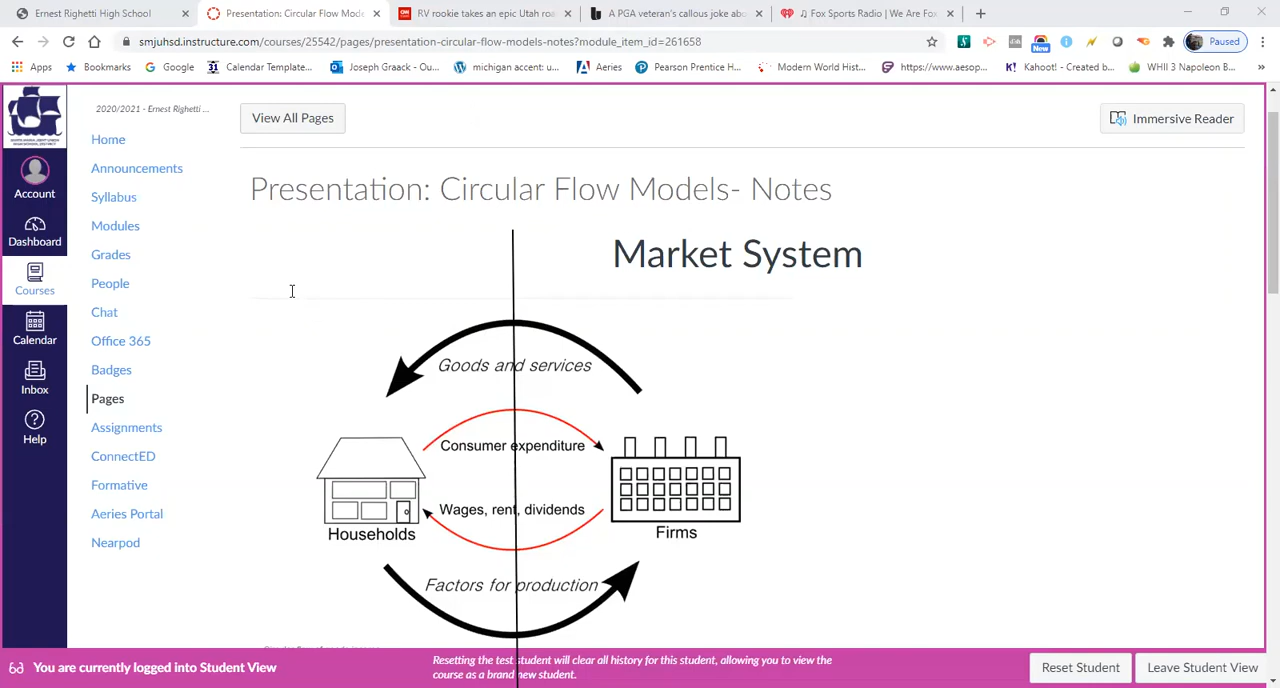 Ernest Righetti High School
Presentation: Circular Flow Mode
RV rookie takes an epic Utah roa
A PGA veteran's callous joke abo
♫ Fox Sports Radio | We Are Fox
smjuhsd.instructure.com/courses/25542/pages/presentation-circular-flow-models-notes?module_item_id=261658
New
Paused
Apps
Bookmarks
Google
Calendar Template...
Joseph Graack - Ou...
michigan accent: u...
Aeries
Pearson Prentice H...
Modern World Hist...
https://www.aesop...
Kahoot! - Created b...
WHII 3 Napoleon B...
»
Account
Dashboard
Courses
Calendar
Inbox
Help
2020/2021 - Ernest Righetti ...
Home
Announcements
Syllabus
Modules
Grades
People
Chat
Office 365
Badges
Pages
Assignments
ConnectED
Formative
Aeries Portal
Nearpod
View All Pages
Immersive Reader
Presentation: Circular Flow Models- Notes
Market System
Goods and services
Consumer expenditure
Wages, rent, dividends
Households
Firms
Factors for production
You are currently logged into Student View
Resetting the test student will clear all history for this student, allowing you to view the
course as a brand new student.
Reset Student
Leave Student View